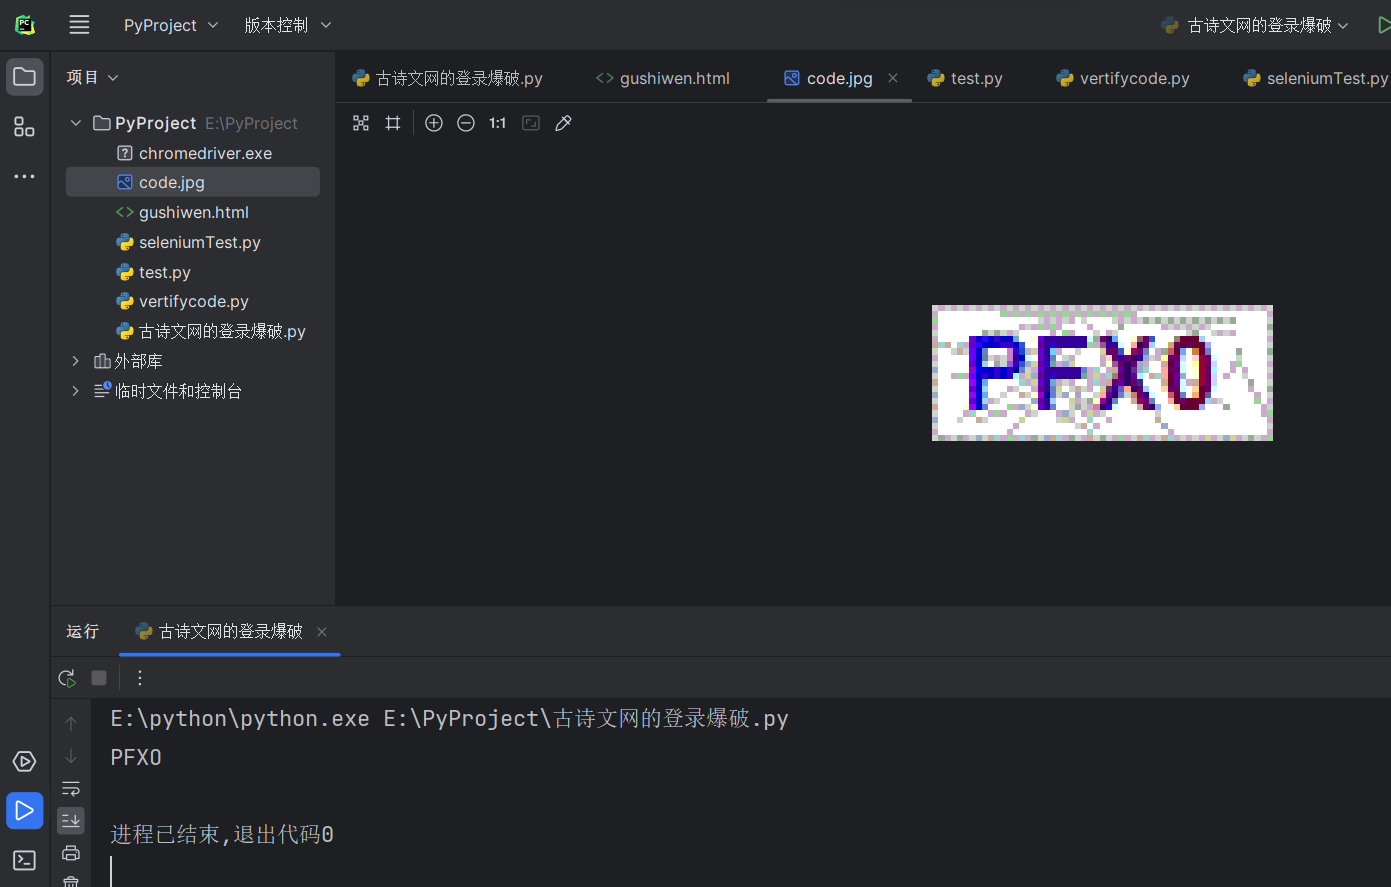 PyProject 版本控制 古诗文网的登录爆破
项目
古诗文网的登录爆破.py gushiwen.html code.jpg test.py vertifycode.py seleniumTest.py
1:1
PyProject E:\PyProject
chromedriver.exe
code.jpg
gushiwen.html
seleniumTest.py
test.py
vertifycode.py
古诗文网的登录爆破.py
外部库
临时文件和控制台
PFX0
运行 古诗文网的登录爆破
E:\python\python.exe E:\PyProject\古诗文网的登录爆破.py
PFXO
进程已结束,退出代码0